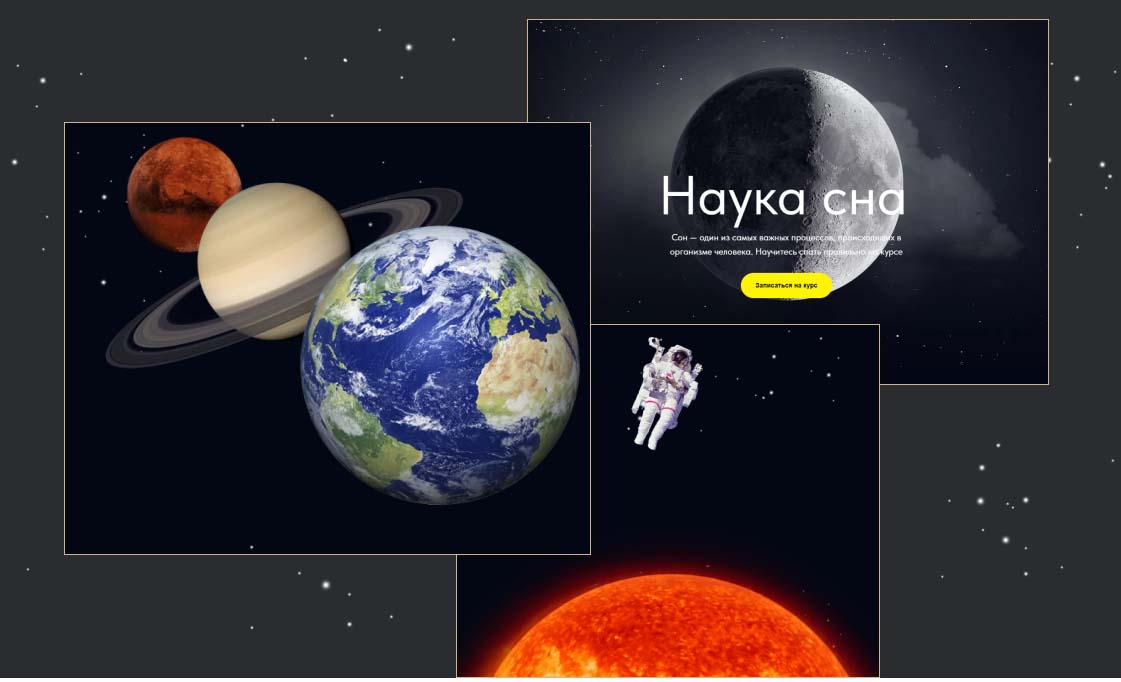 Наука сна
Сон — один из самых важных процессов, происходящих в
организме человека. Научитесь спать правильно на курсе
Записаться на курс